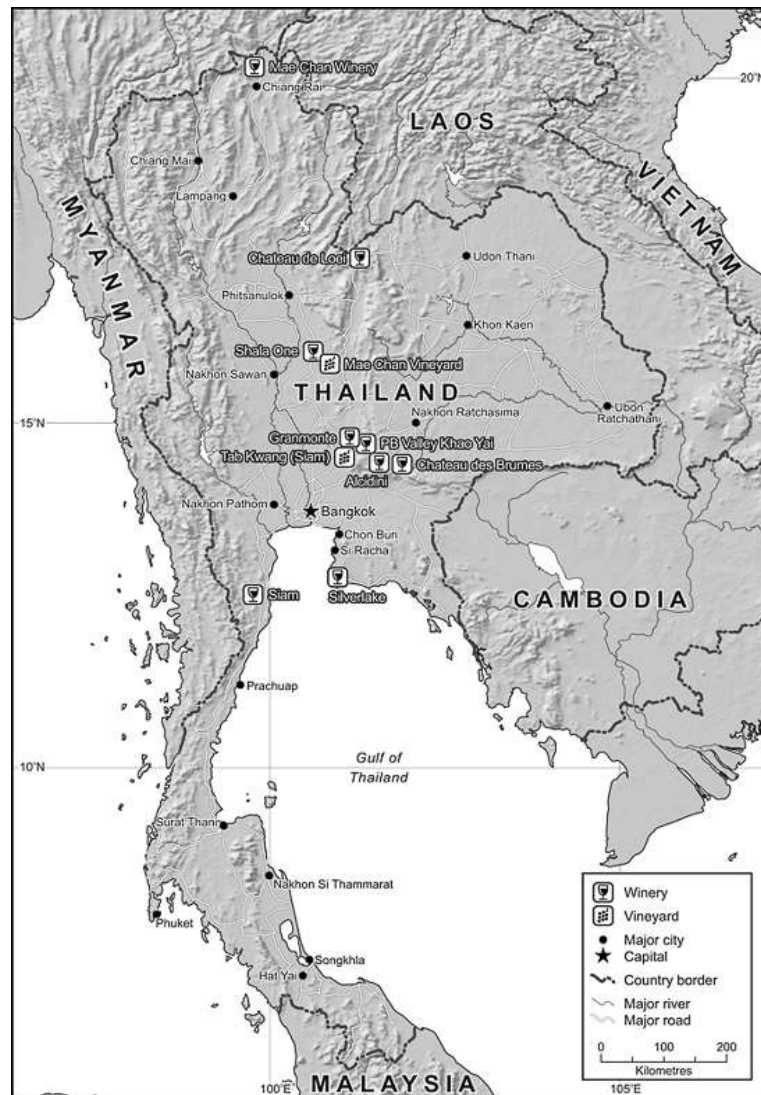 Mae Chan Winery
20°N
Chiang Rai
LAOS
Chiang Mai
VIETNAM
Lampang
MYANMAR
Chateau de Loei
Udon Thani
Phitsanulok
Khon Kaen
Shala One
Mae Chan Vineyard
Nakhon Sawan
THAILAND
Ubon
Ratchathani
Nakhon Ratchasima
15°N
Granmonte
PB Valley Khao Yai
Tab Kwang (Siam)
Chateau des Brumes
Alcidini
Nakhon Pathom
Bangkok
Chon Buri
Si Racha
Siam
Silverlake
CAMBODIA
Prachuap
Gulf of
Thailand
10°N
Surat Thani
Nakhon Si Thammarat
Phuket
Songkhla
Hat Yai
Winery
Vineyard
Major city
Capital
Country border
Major river
Major road
0 100 200
Kilometres
100°E
105°E
MALAYSIA